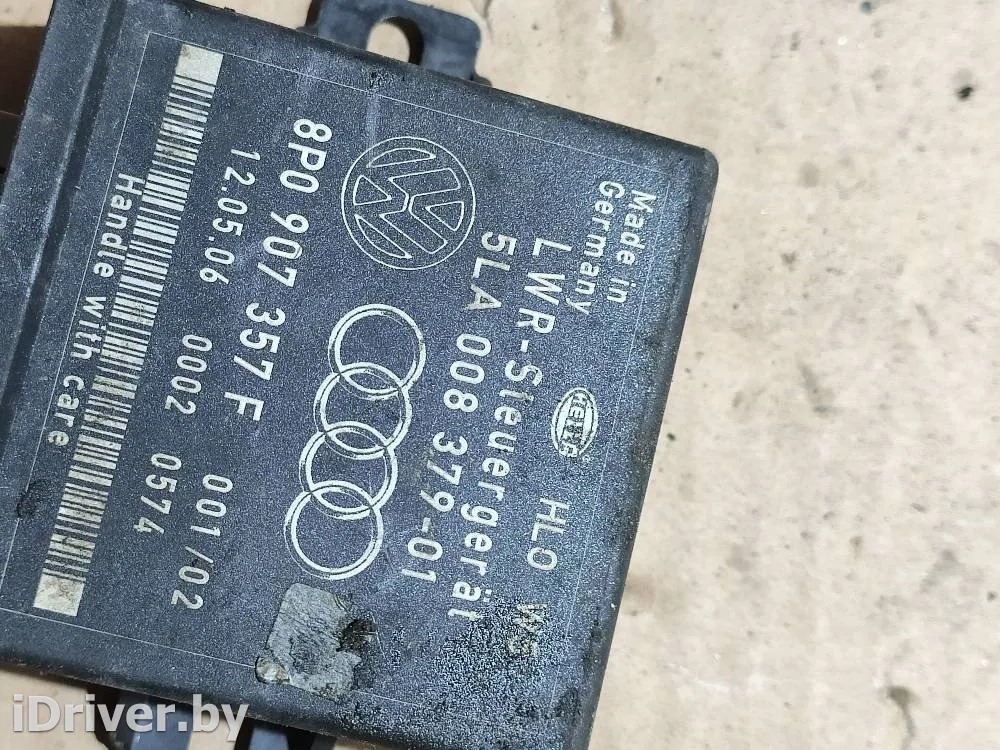 Made in
Germany
HELLA
HLO
LWR-Steuergerät
5LA 008 379-01
8P0 907 357 F
001/02
12.05.06
0002
0574
Handle with care
iDriver.by